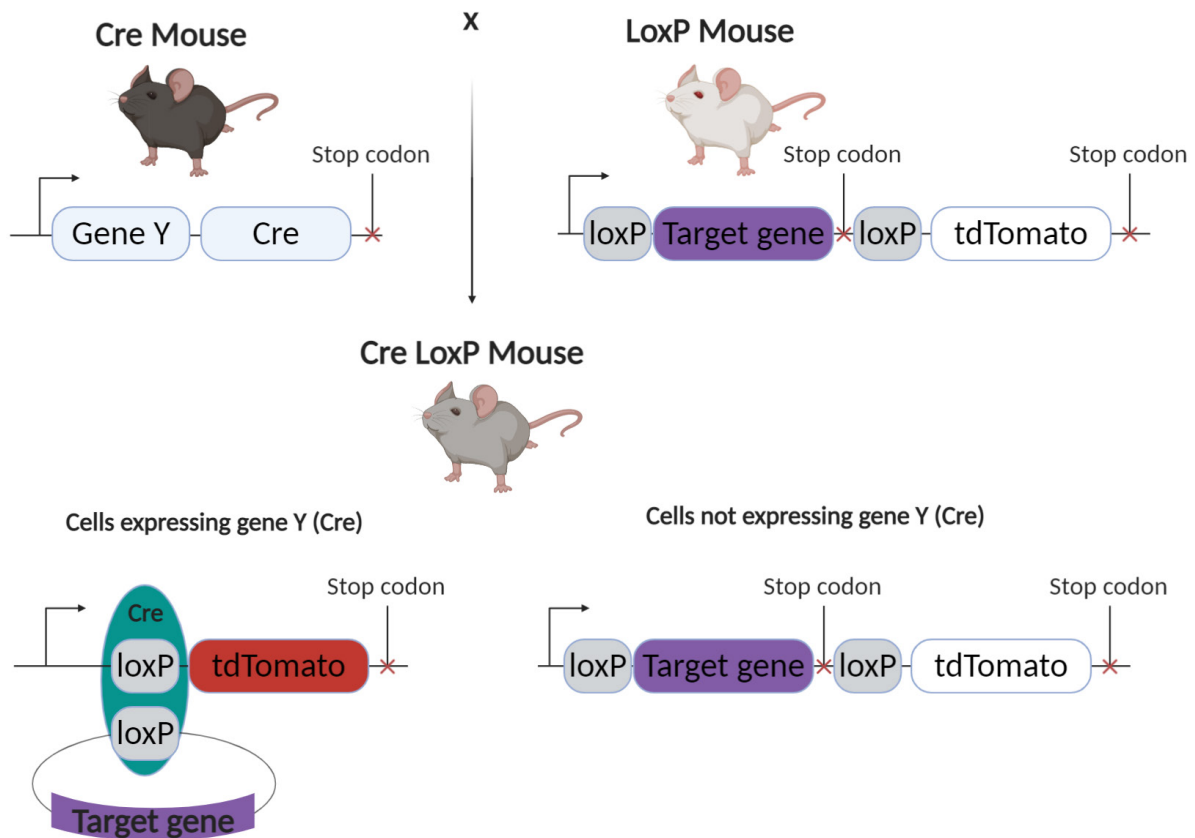 Cre Mouse
x
LoxP Mouse
Stop codon
Stop codon
Stop codon
Gene Y
Cre
loxP
Target gene
loxP
tdTomato
Cre LoxP Mouse
Cells expressing gene Y (Cre)
Cells not expressing gene Y (Cre)
Stop codon
Stop codon
Stop codon
Cre
loxP
tdTomato
loxP
Target gene
loxP
Target gene
loxP
tdTomato